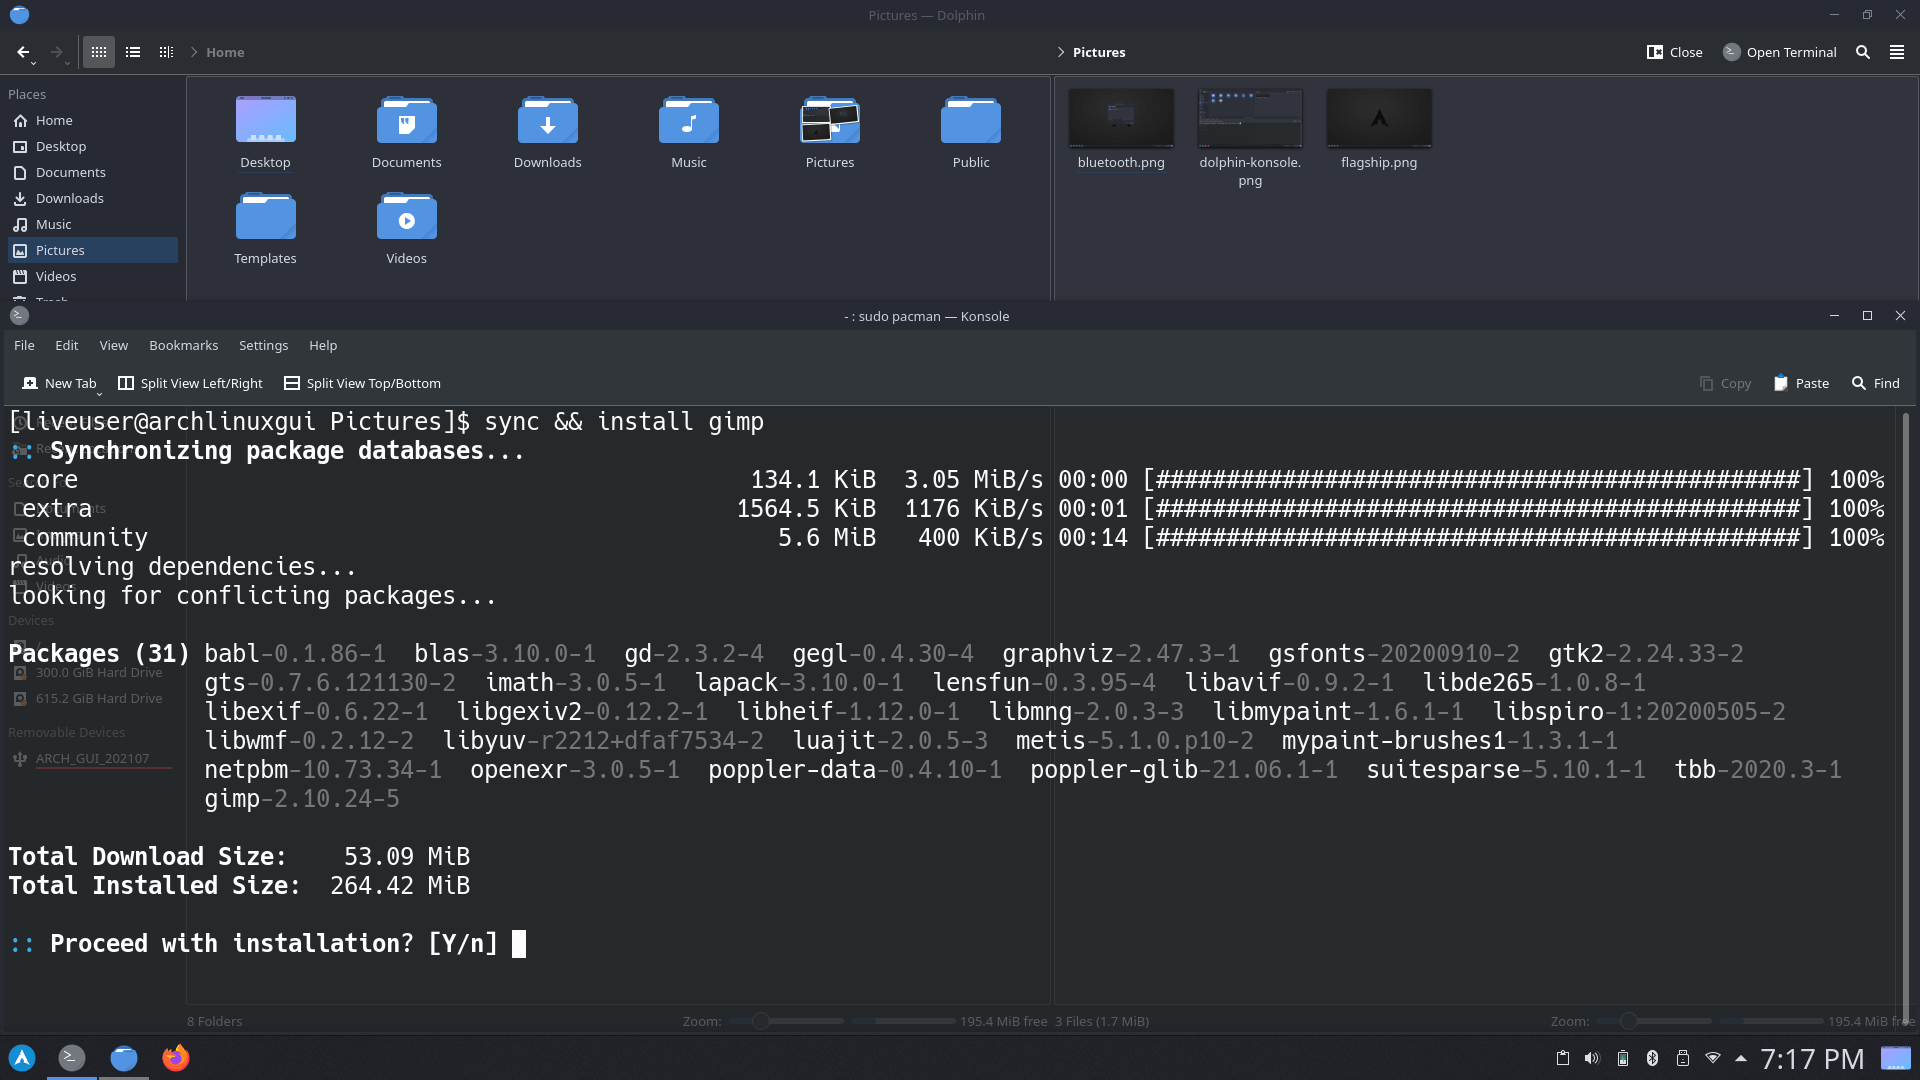 Pictures — Dolphin
Home
Pictures
Close
Open Terminal
Places
Home
Desktop
Documents
Downloads
Music
Pictures
Videos
Trash
Desktop
Documents
Downloads
Music
Pictures
Public
Templates
Videos
bluetooth.png
dolphin-konsole.
png
flagship.png
- : sudo pacman — Konsole
File Edit View Bookmarks Settings Help
New Tab Split View Left/Right Split View Top/Bottom Copy Paste Find
[liveuser@archlinuxgui Pictures]$ sync && install gimp
:: Synchronizing package databases...
core 134.1 KiB 3.05 MiB/s 00:00 [##############################################] 100%
extra 1564.5 KiB 1176 KiB/s 00:01 [##############################################] 100%
community 5.6 MiB 400 KiB/s 00:14 [##############################################] 100%
resolving dependencies...
looking for conflicting packages...
Packages (31) babl-0.1.86-1 blas-3.10.0-1 gd-2.3.2-4 gegl-0.4.30-4 graphviz-2.47.3-1 gsfonts-20200910-2 gtk2-2.24.33-2
gts-0.7.6.121130-2 imath-3.0.5-1 lapack-3.10.0-1 lensfun-0.3.95-4 libavif-0.9.2-1 libde265-1.0.8-1
libexif-0.6.22-1 libgexiv2-0.12.2-1 libheif-1.12.0-1 libmng-2.0.3-3 libmypaint-1.6.1-1 libspiro-1:20200505-2
libwmf-0.2.12-2 libyuv-r2212+dfaf7534-2 luajit-2.0.5-3 metis-5.1.0.p10-2 mypaint-brushes1-1.3.1-1
netpbm-10.73.34-1 openexr-3.0.5-1 poppler-data-0.4.10-1 poppler-glib-21.06.1-1 suitesparse-5.10.1-1 tbb-2020.3-1
gimp-2.10.24-5
Total Download Size: 53.09 MiB
Total Installed Size: 264.42 MiB
:: Proceed with installation? [Y/n]
Videos
Devices
300.0 GiB Hard Drive
615.2 GiB Hard Drive
Removable Devices
ARCH_GUI_202107
8 Folders
Zoom:
195.4 MiB free
3 Files (1.7 MiB)
Zoom:
195.4 MiB free
7:17 PM